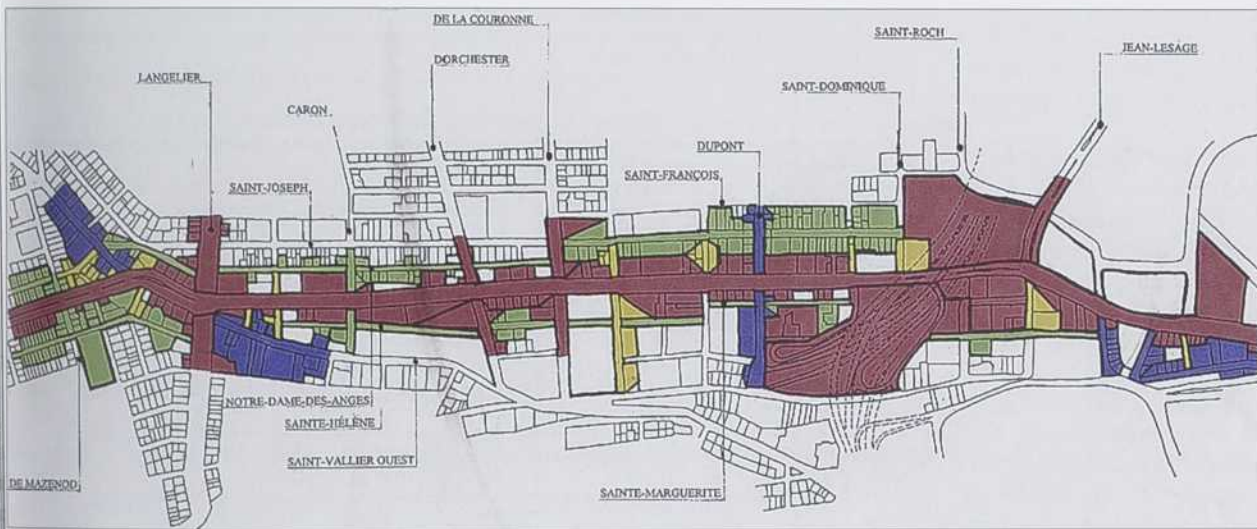 DE LA COURONNE
DORCHESTER
SAINT-ROCH
JEAN-LESAGE
LANGELIER
SAINT-DOMINIQUE
CARON
DUPONT
SAINT-FRANÇOIS
SAINT-JOSEPH
NOTRE-DAME-DES-ANGES
SAINTE-HÉLÈNE
SAINT-VALLIER OUEST
DE MAZENOD
SAINTE-MARGUERITE